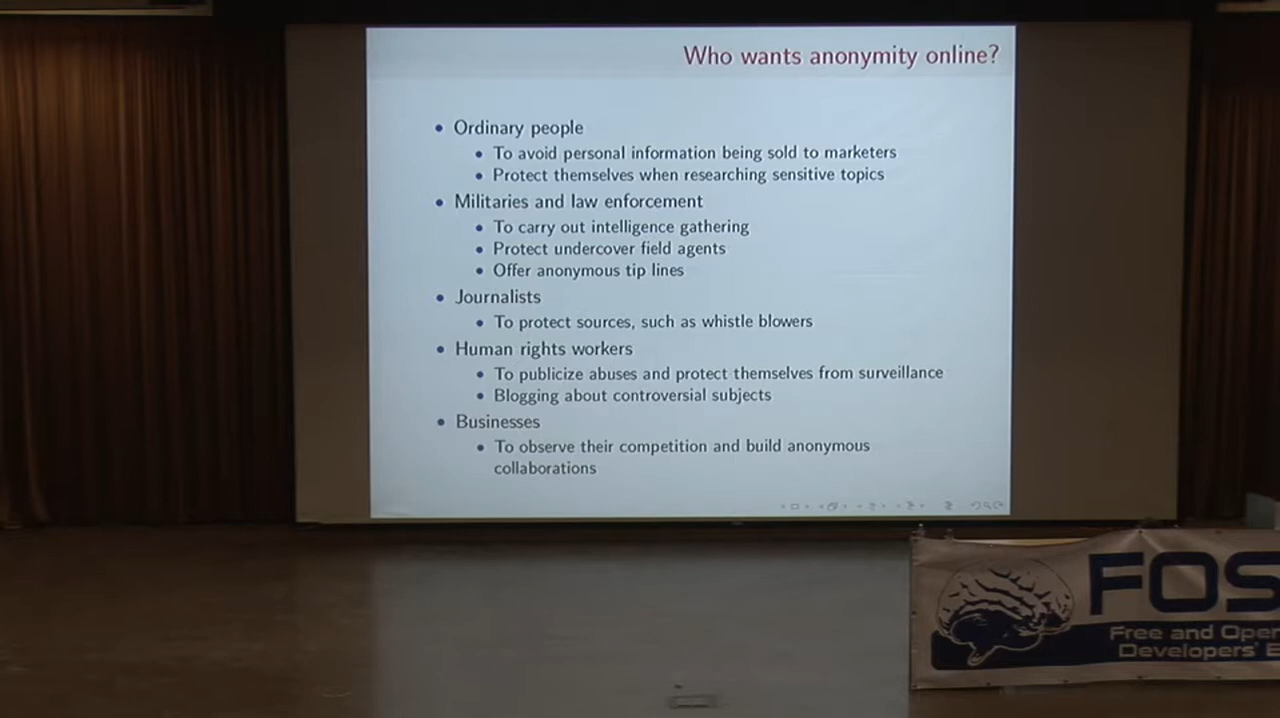 Who wants anonymity online?
• Ordinary people
• To avoid personal information being sold to marketers
• Protect themselves when researching sensitive topics
• Militaries and law enforcement
• To carry out intelligence gathering
• Protect undercover field agents
• Offer anonymous tip lines
• Journalists
• To protect sources, such as whistle blowers
• Human rights workers
• To publicize abuses and protect themselves from surveillance
• Blogging about controversial subjects
• Businesses
• To observe their competition and build anonymous
collaborations
FOS
Free and Ope
Developers' E